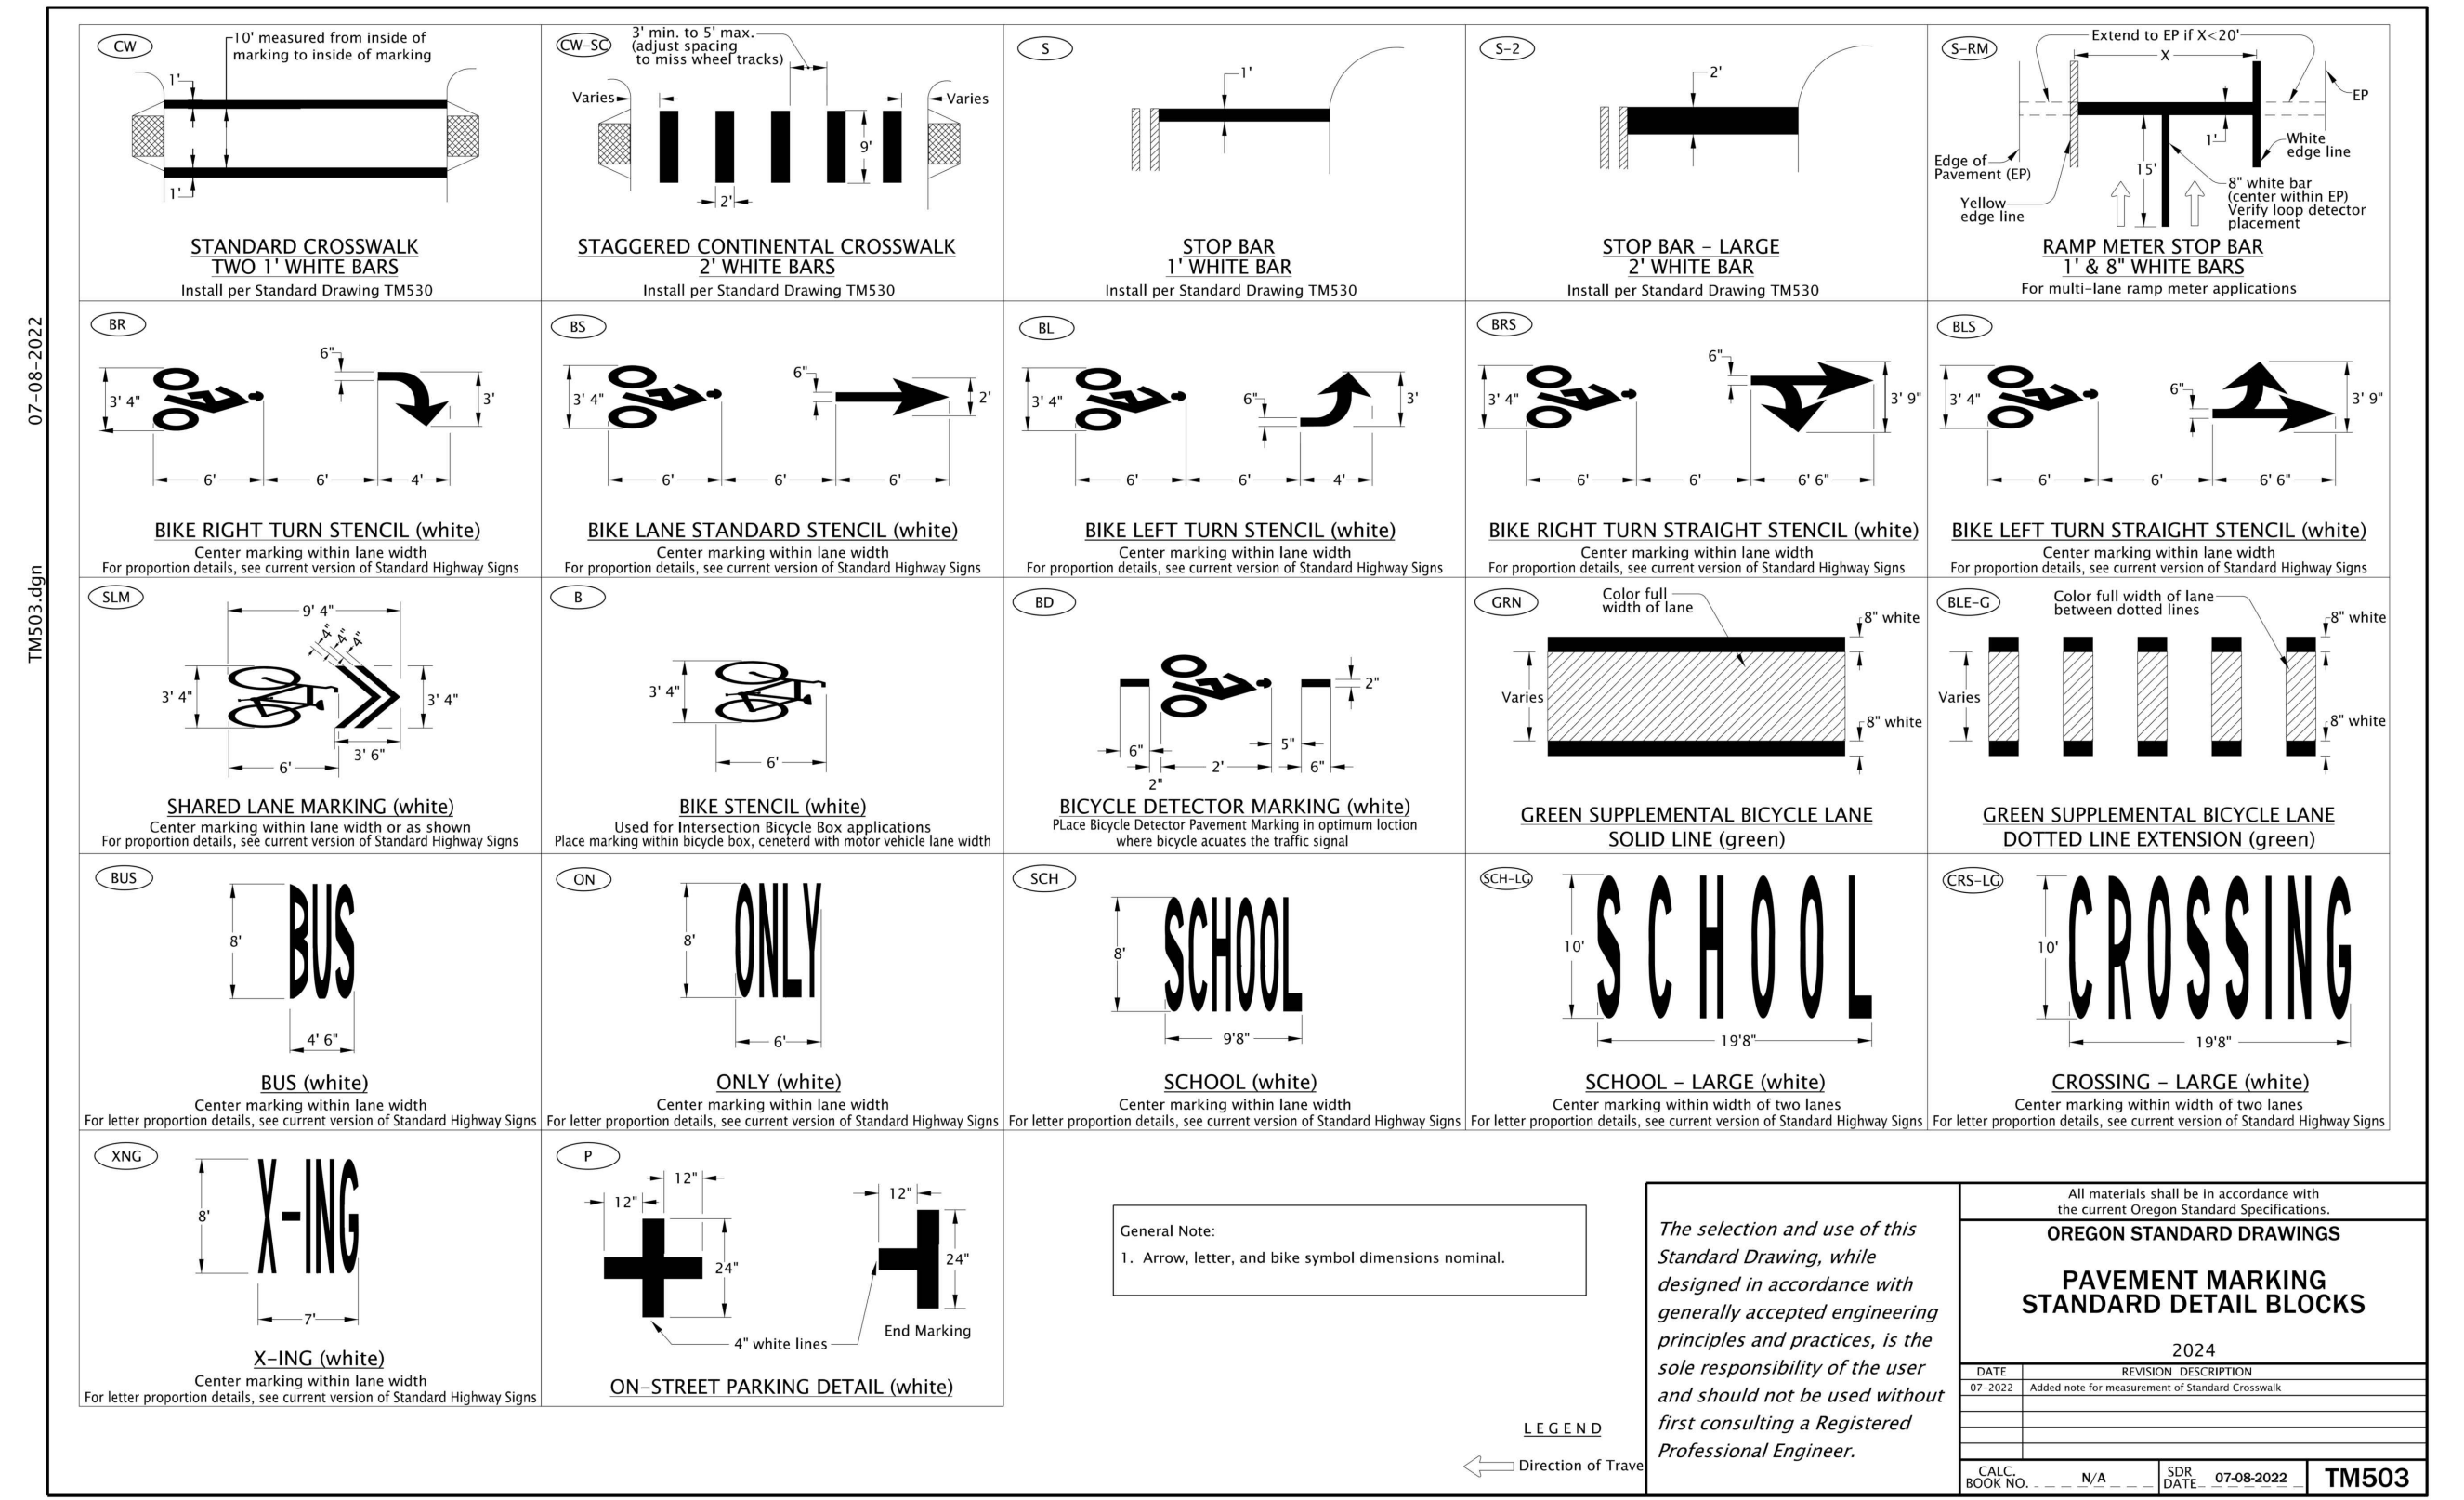 07-08-2022
TM503.dgn
CW
10' measured from inside of
marking to inside of marking
1'
1'
STANDARD CROSSWALK
TWO 1' WHITE BARS
Install per Standard Drawing TM530
CW-SC
3' min. to 5' max.
(adjust spacing
to miss wheel tracks)
Varies
Varies
9'
2'
STAGGERED CONTINENTAL CROSSWALK
2' WHITE BARS
Install per Standard Drawing TM530
S
1'
STOP BAR
1' WHITE BAR
Install per Standard Drawing TM530
S-2
2'
STOP BAR - LARGE
2' WHITE BAR
Install per Standard Drawing TM530
S-RM
Extend to EP if X<20'
X
EP
1'
White
edge line
Edge of
Pavement (EP)
15'
8" white bar
(center within EP)
Verify loop detector
placement
Yellow
edge line
RAMP METER STOP BAR
1' & 8" WHITE BARS
For multi-lane ramp meter applications
BR
6"
3' 4"
3'
6'
6'
4'
BIKE RIGHT TURN STENCIL (white)
Center marking within lane width
For proportion details, see current version of Standard Highway Signs
BS
6"
3' 4"
2'
6'
6'
6'
BIKE LANE STANDARD STENCIL (white)
Center marking within lane width
For proportion details, see current version of Standard Highway Signs
BL
3' 4"
6"
3'
6'
6'
4'
BIKE LEFT TURN STENCIL (white)
Center marking within lane width
For proportion details, see current version of Standard Highway Signs
BRS
6"
3' 4"
3' 9"
6'
6'
6' 6"
BIKE RIGHT TURN STRAIGHT STENCIL (white)
Center marking within lane width
For proportion details, see current version of Standard Highway Signs
BLS
6"
3' 4"
3' 9"
6'
6'
6' 6"
BIKE LEFT TURN STRAIGHT STENCIL (white)
Center marking within lane width
For proportion details, see current version of Standard Highway Signs
SLM
9' 4"
4"
4"
4"
3' 4"
3' 4"
3' 6"
6'
SHARED LANE MARKING (white)
Center marking within lane width or as shown
For proportion details, see current version of Standard Highway Signs
B
3' 4"
6'
BIKE STENCIL (white)
Used for Intersection Bicycle Box applications
Place marking within bicycle box, ceneterd with motor vehicle lane width
BD
2"
6"
5"
2'
6"
2"
BICYCLE DETECTOR MARKING (white)
PLace Bicycle Detector Pavement Marking in optimum loction
where bicycle acuates the traffic signal
GRN
Color full
width of lane
8" white
Varies
8" white
GREEN SUPPLEMENTAL BICYCLE LANE
SOLID LINE (green)
BLE-G
Color full width of lane
between dotted lines
8" white
Varies
8" white
GREEN SUPPLEMENTAL BICYCLE LANE
DOTTED LINE EXTENSION (green)
BUS
8'
BUS
4' 6"
BUS (white)
Center marking within lane width
For letter proportion details, see current version of Standard Highway Signs
ON
8'
ONLY
6'
ONLY (white)
Center marking within lane width
For letter proportion details, see current version of Standard Highway Signs
SCH
8'
SCHOOL
9'8"
SCHOOL (white)
Center marking within lane width
For letter proportion details, see current version of Standard Highway Signs
SCH-LG
10'
SCHOOL
19'8"
SCHOOL - LARGE (white)
Center marking within width of two lanes
For letter proportion details, see current version of Standard Highway Signs
CRS-LG
10'
CROSSING
19'8"
CROSSING - LARGE (white)
Center marking within width of two lanes
For letter proportion details, see current version of Standard Highway Signs
XNG
8'
X-ING
7'
X-ING (white)
Center marking within lane width
For letter proportion details, see current version of Standard Highway Signs
P
12"
12"
24"
12"
24"
End Marking
4" white lines
ON-STREET PARKING DETAIL (white)
General Note:
1. Arrow, letter, and bike symbol dimensions nominal.
LEGEND
Direction of Trave
The selection and use of this
Standard Drawing, while
designed in accordance with
generally accepted engineering
principles and practices, is the
sole responsibility of the user
and should not be used without
first consulting a Registered
Professional Engineer.
All materials shall be in accordance with
the current Oregon Standard Specifications.
OREGON STANDARD DRAWINGS
PAVEMENT MARKING
STANDARD DETAIL BLOCKS
2024
DATE REVISION DESCRIPTION
07-2022 Added note for measurement of Standard Crosswalk
CALC.
BOOK NO. N/A
SDR
DATE 07-08-2022
TM503